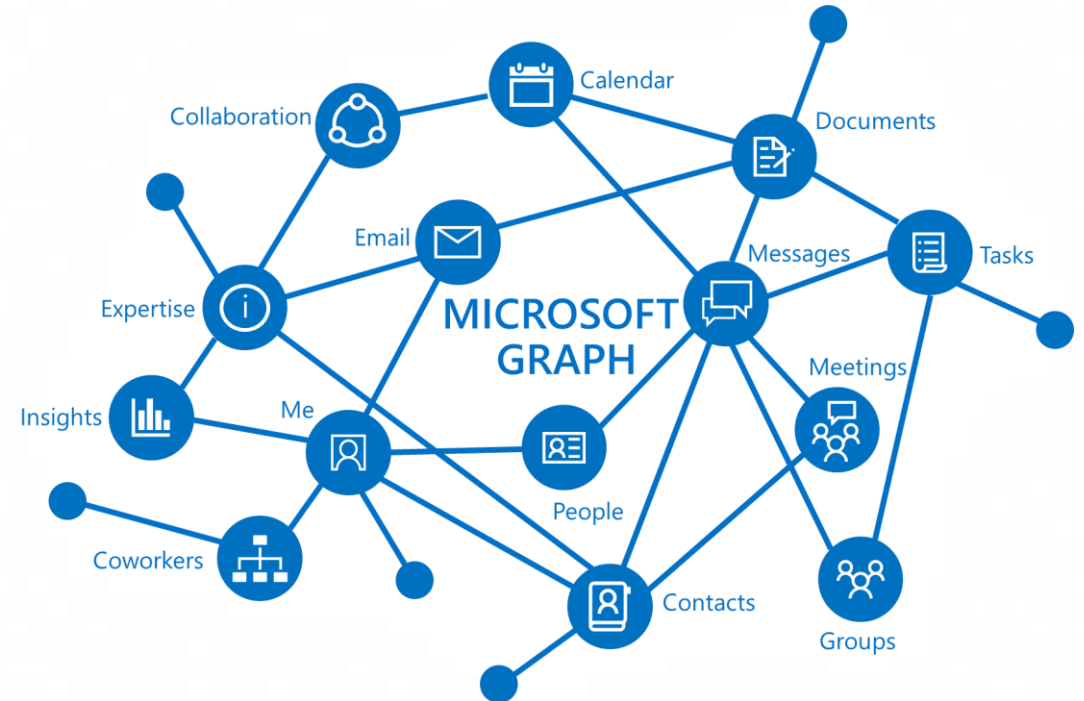 Calendar
Collaboration
Documents
Email
Messages
Tasks
Expertise
MICROSOFT
GRAPH
Meetings
Insights
Me
People
Coworkers
Contacts
Groups